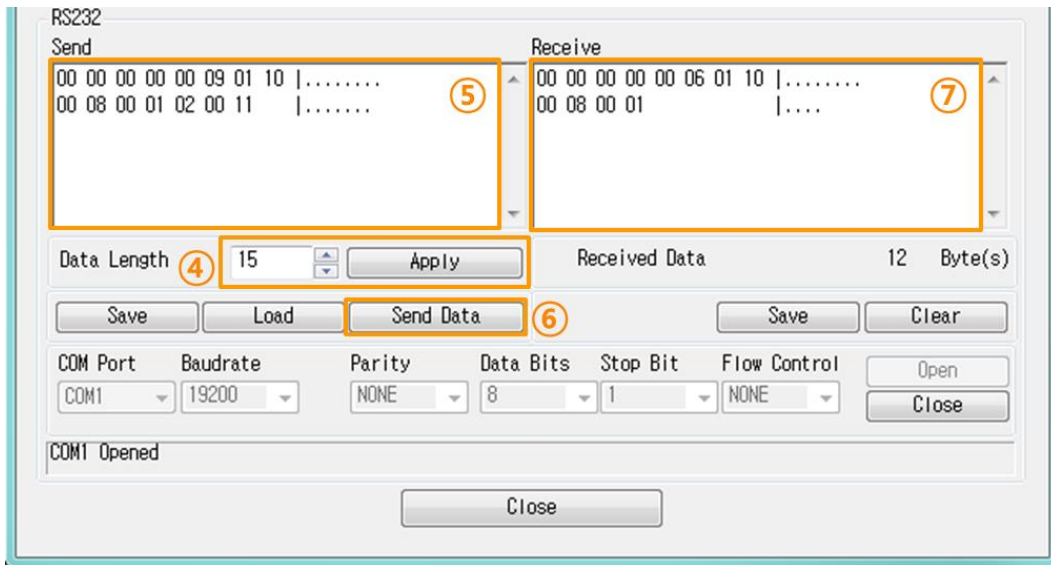 RS232
Send
Receive
00 00 00 00 00 09 01 10 |........
00 08 00 01 02 00 11 |.......
⑤
00 00 00 00 00 06 01 10 |........
00 08 00 01 |....
⑦
Data Length ④ 15 Apply
Received Data 12 Byte(s)
Save Load Send Data ⑥ Save Clear
COM Port Baudrate Parity Data Bits Stop Bit Flow Control Open
COM1 19200 NONE 8 1 NONE Close
COM1 Opened
Close